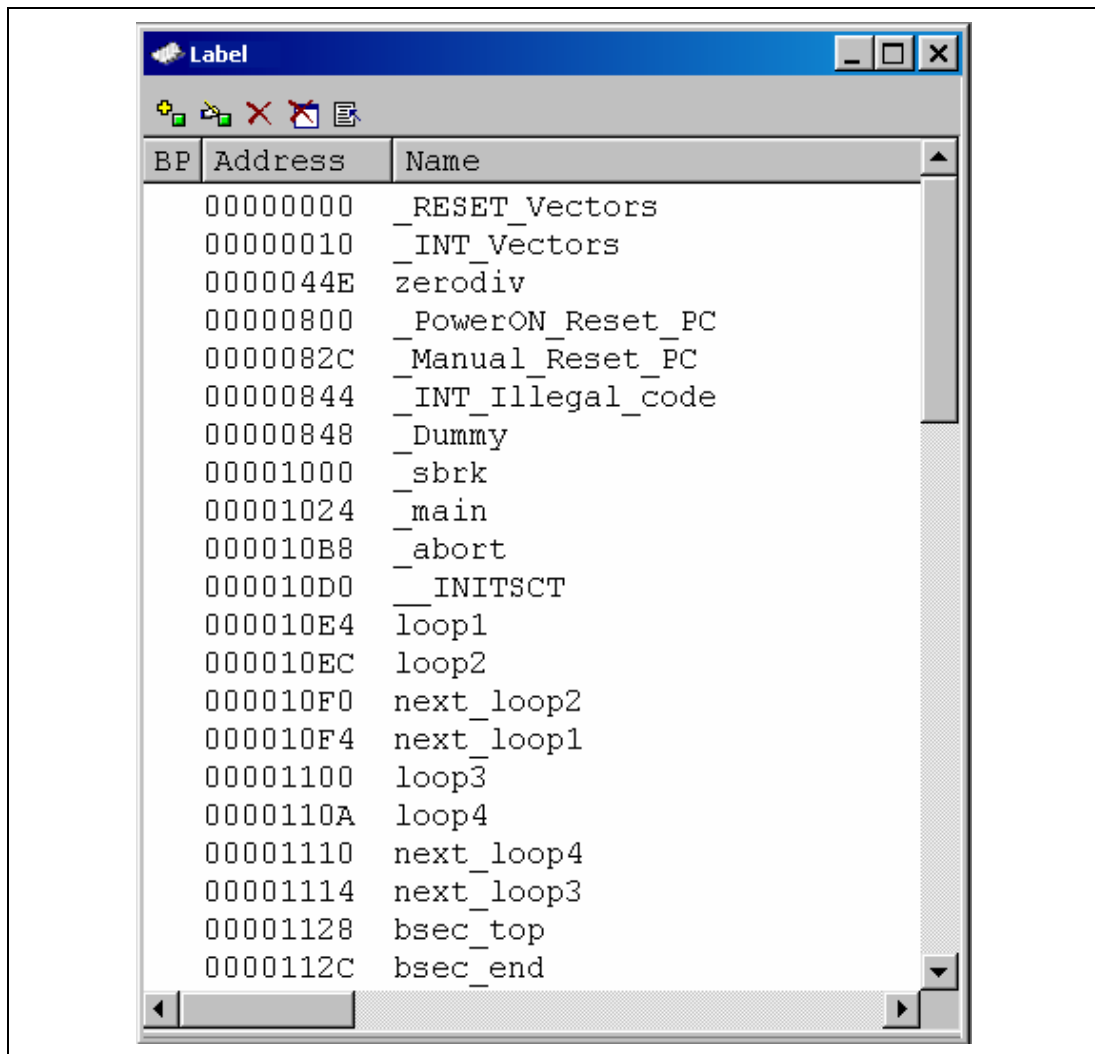 Label
BP Address Name
00000000 _RESET_Vectors
00000010 _INT_Vectors
0000044E zerodiv
00000800 _PowerON_Reset_PC
0000082C _Manual_Reset_PC
00000844 _INT_Illegal_code
00000848 _Dummy
00001000 _sbrk
00001024 _main
000010B8 _abort
000010D0 __INITSCT
000010E4 loop1
000010EC loop2
000010F0 next_loop2
000010F4 next_loop1
00001100 loop3
0000110A loop4
00001110 next_loop4
00001114 next_loop3
00001128 bsec_top
0000112C bsec_end